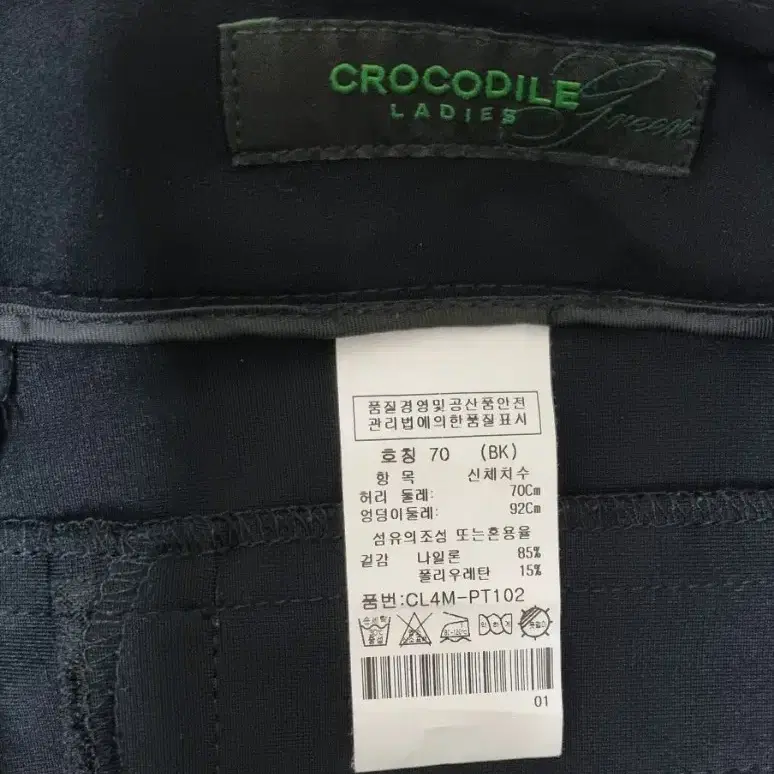 CROCODILE
LADIES Green
품질경영및공산품안전
관리법에의한품질표시
호칭 70 (BK)
항 목 신체치수
허리 둘레: 70Cm
엉덩이둘레: 92Cm
섬유의조성 또는혼용율
겉감 나일론 85%
폴리우레탄 15%
품번:CL4M-PT102
01